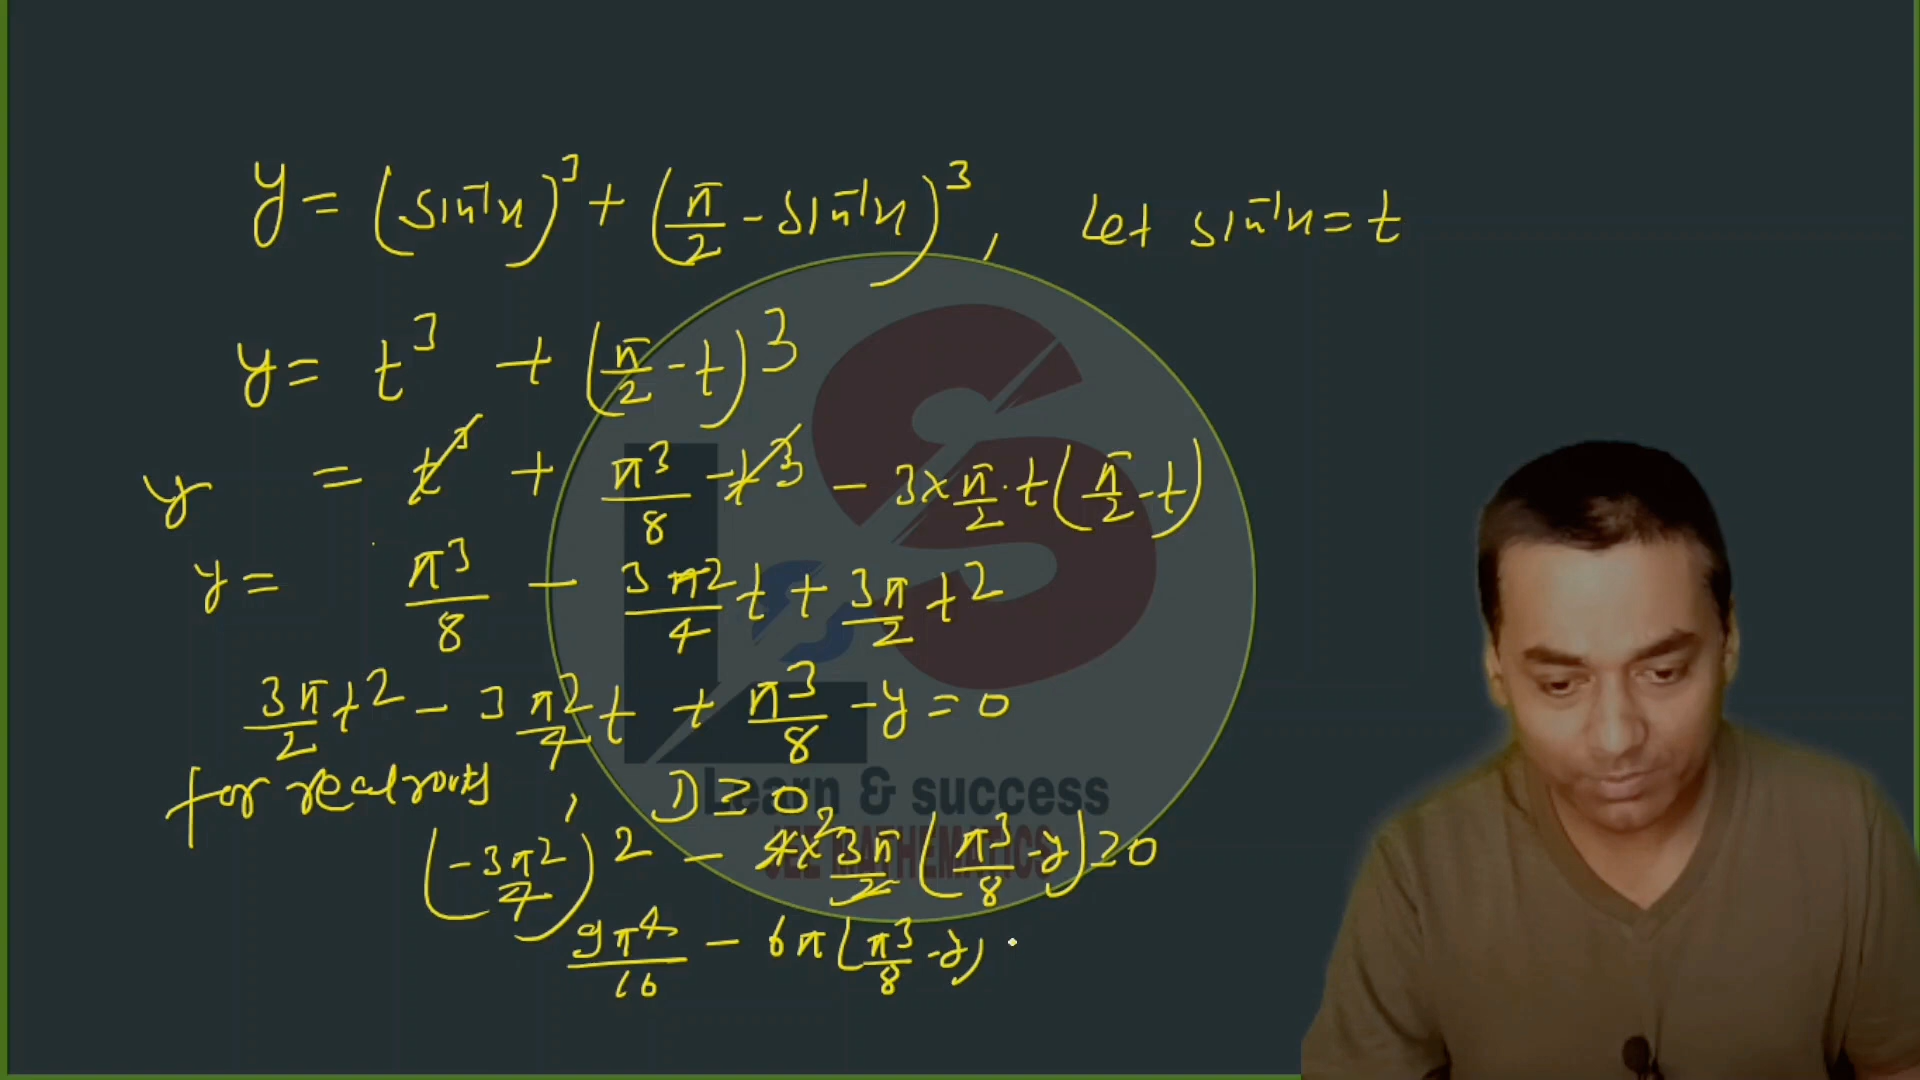 y = (sin⁻¹x)³ + (π/2 - sin⁻¹x)³, Let sin⁻¹x = t
y = t³ + (π/2 - t)³
y = t³ + π³/8 - t³ - 3×π/2·t(π/2 - t)
y = π³/8 - 3π²/4 t + 3π/2 t²
3π/2 t² - 3π²/4 t + π³/8 - y = 0
for real roots, D ≥ 0
(-3π²/4)² - 4×3π/2 (π³/8 - y) ≥ 0
9π⁴/16 - 6π(π³/8 - y)
L&S
Learn & success
JEE MATHEMATICS